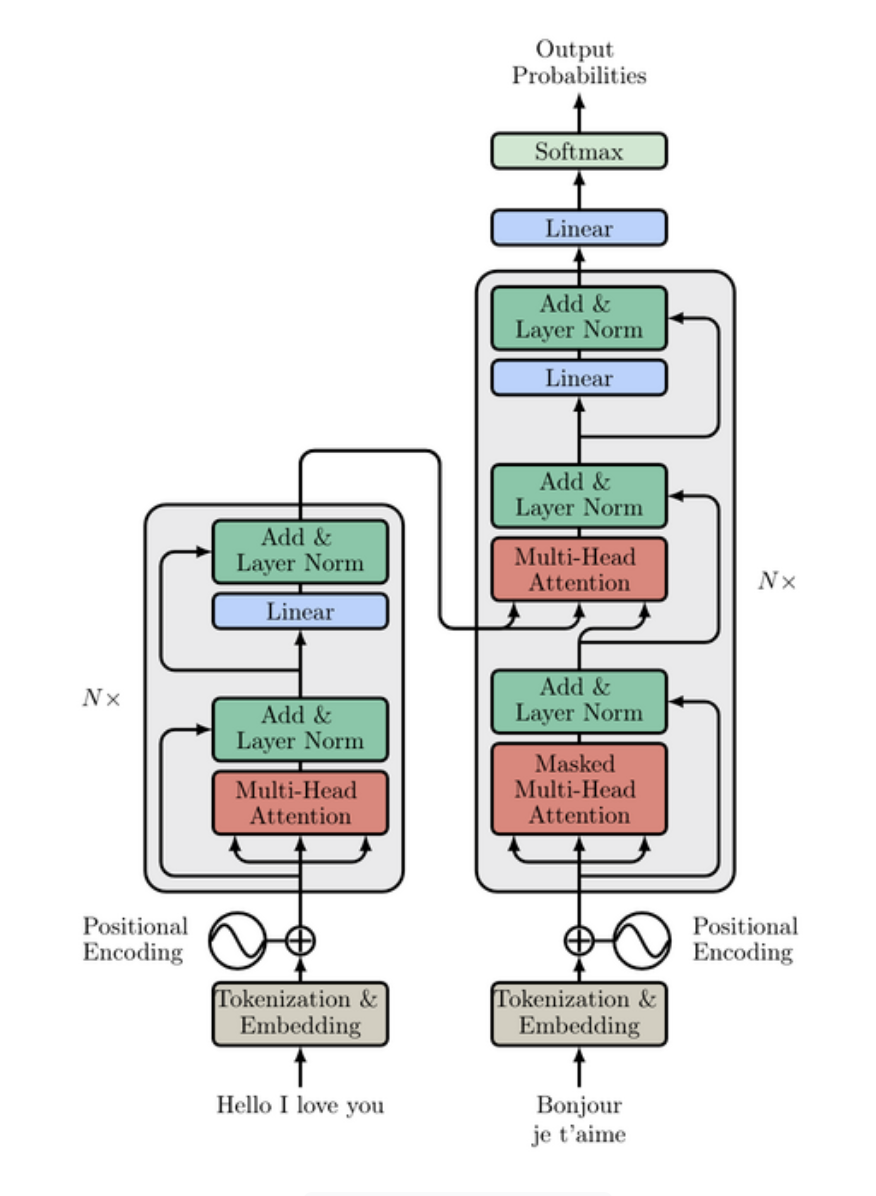 Output
Probabilities
Softmax
Linear
Add &
Layer Norm
Linear
Add &
Layer Norm
Multi-Head
Attention
N×
Add &
Layer Norm
Masked
Multi-Head
Attention
Positional
Encoding
Tokenization &
Embedding
Bonjour
je t'aime
Add &
Layer Norm
Linear
N×
Add &
Layer Norm
Multi-Head
Attention
Positional
Encoding
Tokenization &
Embedding
Hello I love you